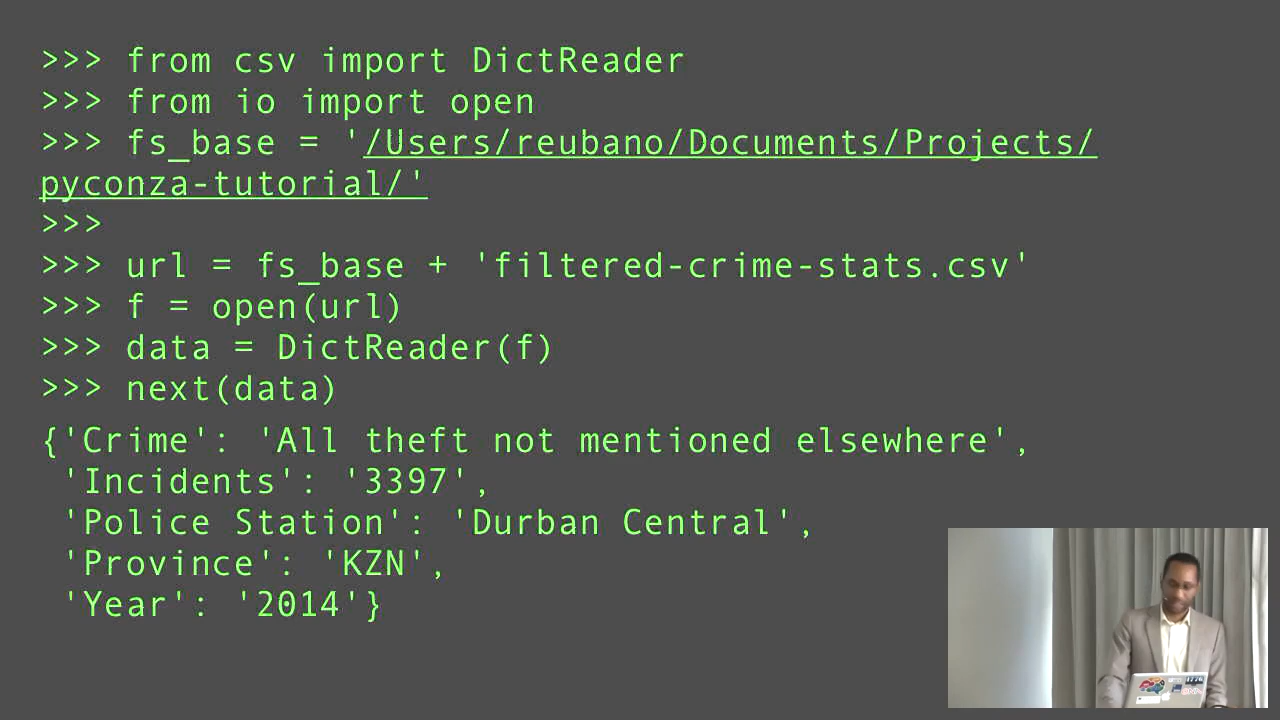 >>> from csv import DictReader
>>> from io import open
>>> fs_base = '/Users/reubano/Documents/Projects/
pyconza-tutorial/'
>>>
>>> url = fs_base + 'filtered-crime-stats.csv'
>>> f = open(url)
>>> data = DictReader(f)
>>> next(data)
{'Crime': 'All theft not mentioned elsewhere',
 'Incidents': '3397',
 'Police Station': 'Durban Central',
 'Province': 'KZN',
 'Year': '2014'}